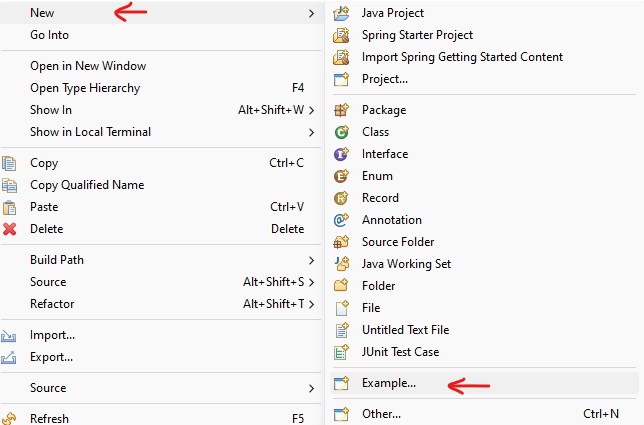 New
Go Into
Open in New Window
Open Type Hierarchy F4
Show In Alt+Shift+W
Show in Local Terminal
Copy Ctrl+C
Copy Qualified Name
Paste Ctrl+V
Delete Delete
Build Path
Source Alt+Shift+S
Refactor Alt+Shift+T
Import...
Export...
Source
Refresh F5
Java Project
Spring Starter Project
Import Spring Getting Started Content
Project...
Package
Class
Interface
Enum
Record
Annotation
Source Folder
Java Working Set
Folder
File
Untitled Text File
JUnit Test Case
Example...
Other... Ctrl+N